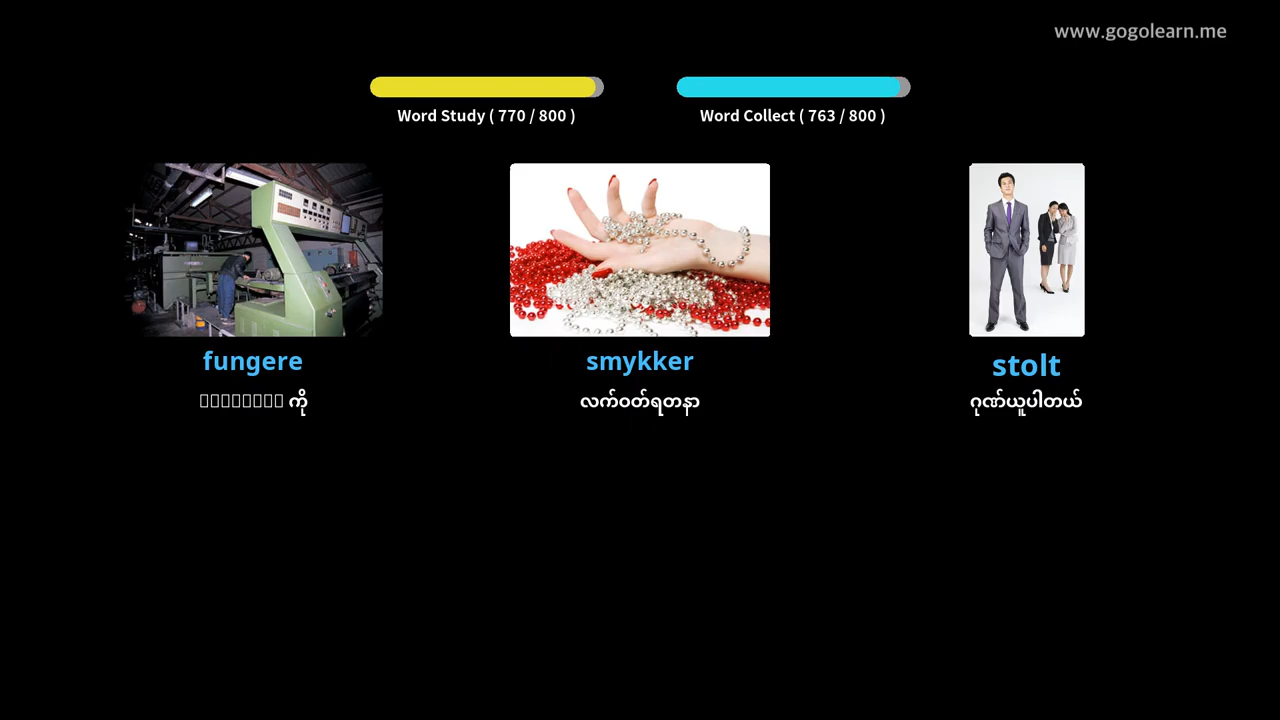 www.gogolearn.me
Word Study ( 770 / 800 )
Word Collect ( 763 / 800 )
fungere
smykker
stolt
ကို
လက်ဝတ်ရတနာ
ဂုဏ်ယူပါတယ်